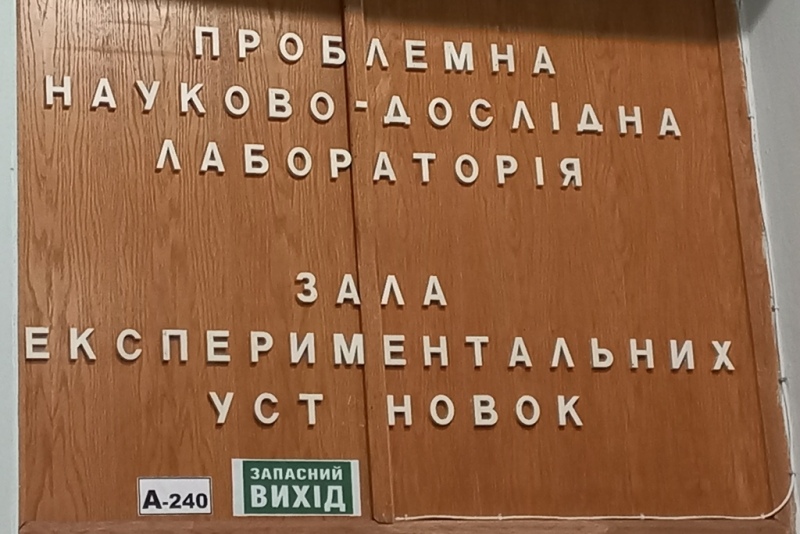 ПРОБЛЕМНА
НАУКОВО-ДОСЛІДНА
ЛАБОРАТОРІЯ
ЗАЛА
ЕКСПЕРИМЕНТАЛЬНИХ
УСТ НОВОК
А-240
ЗАПАСНИЙ
ВИХІД